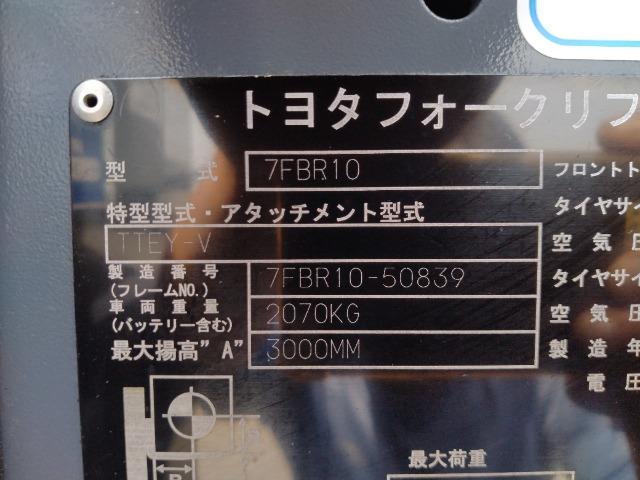 トヨタフォークリフ
型 式 7FBR10
フロントト
特型型式・アタッチメント型式
タイヤサイ
TTEY-V
空 気 圧
製造番号 7FBR10-50839
(フレームNO.)
タイヤサイ
車両重量 2070KG
(バッテリー含む)
空 気 圧
最大揚高"A" 3000MM
製 造 年
電 圧
最大荷重
B